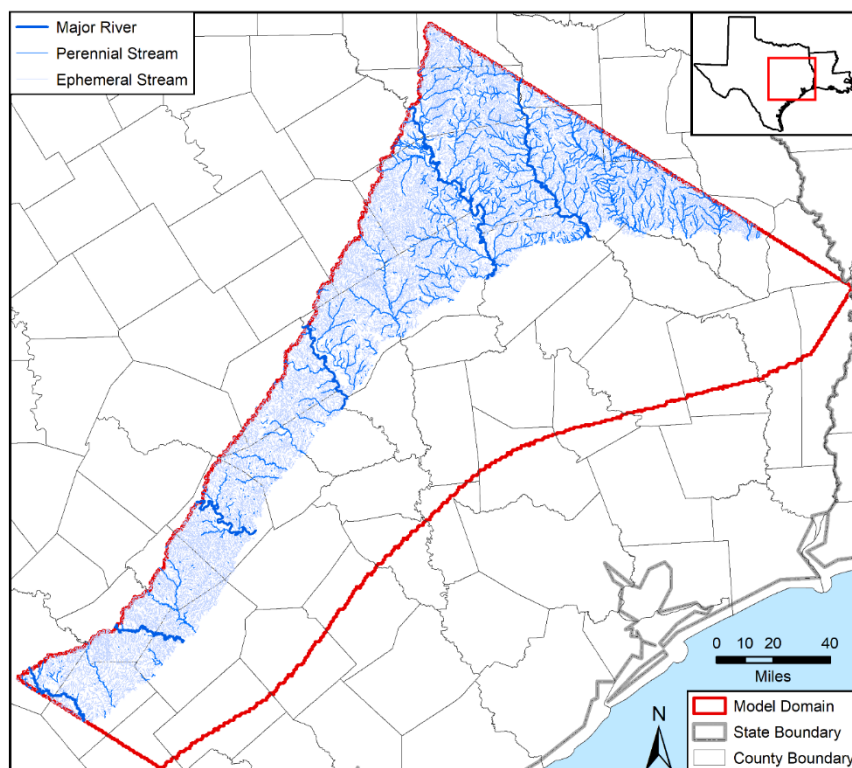 Major River
Perennial Stream
Ephemeral Stream
N
0 10 20 40
Miles
Model Domain
State Boundary
County Boundary